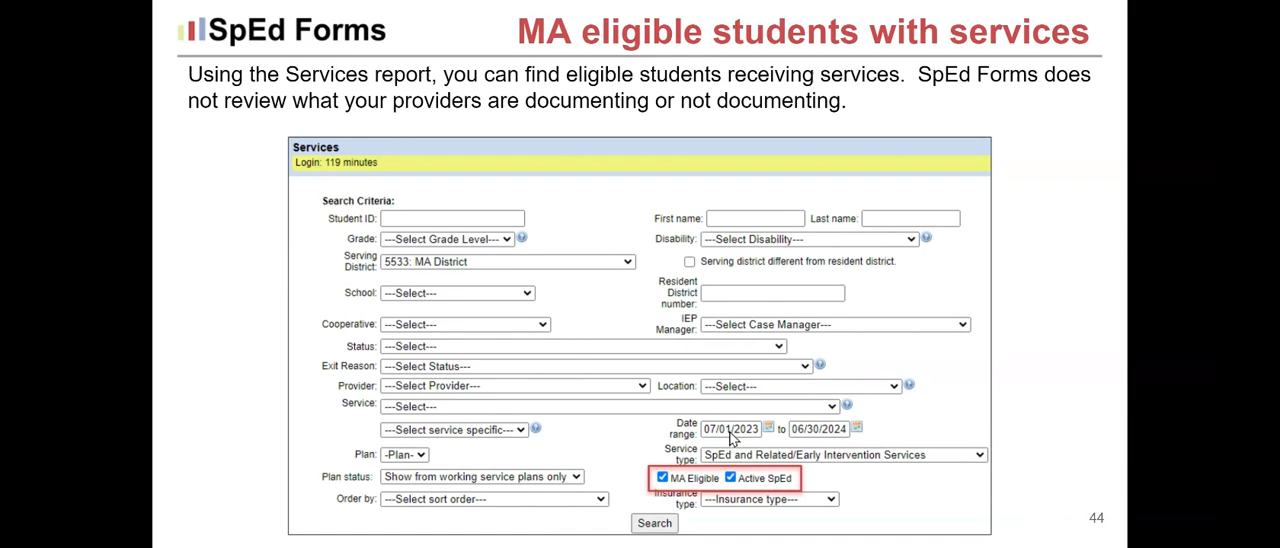 SpEd Forms
MA eligible students with services
Using the Services report, you can find eligible students receiving services. SpEd Forms does
not review what your providers are documenting or not documenting.
Services
Login: 119 minutes
Search Criteria:
Student ID:
First name:
Last name:
Grade: ---Select Grade Level---
Disability: ---Select Disability---
Serving
District: 5533: MA District
Serving district different from resident district.
School: ---Select---
Resident
District
number:
Cooperative: ---Select---
IEP
Manager: ---Select Case Manager---
Status: ---Select---
Exit Reason: ---Select Status---
Provider: ---Select Provider---
Location: ---Select---
Service: ---Select---
---Select service specific---
Date
range: 07/01/2023 to 06/30/2024
Plan: -Plan-
Service
type: SpEd and Related/Early Intervention Services
Plan status: Show from working service plans only
MA Eligible Active SpEd
Order by: ---Select sort order---
Insurance
type: ---Insurance type---
Search
44